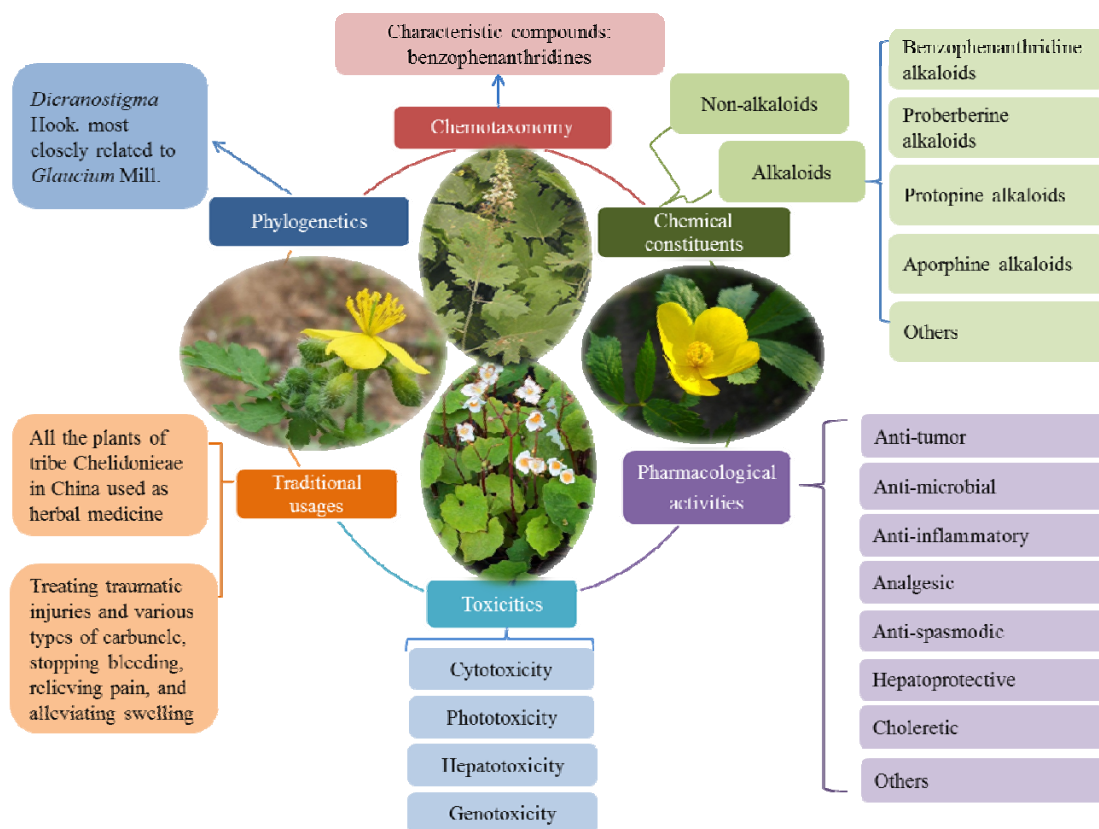 Characteristic compounds:
benzophenanthridines
Chemotaxonomy
Dicranostigma
Hook. most
closely related to
Glaucium Mill.
Phylogenetics
Non-alkaloids
Alkaloids
Chemical
constituents
Benzophenanthridine
alkaloids
Proberberine
alkaloids
Protopine alkaloids
Aporphine alkaloids
Others
All the plants of
tribe Chelidonieae
in China used as
herbal medicine
Treating traumatic
injuries and various
types of carbuncle,
stopping bleeding,
relieving pain, and
alleviating swelling
Traditional
usages
Pharmacological
activities
Anti-tumor
Anti-microbial
Anti-inflammatory
Analgesic
Anti-spasmodic
Hepatoprotective
Choleretic
Others
Toxicities
Cytotoxicity
Phototoxicity
Hepatotoxicity
Genotoxicity